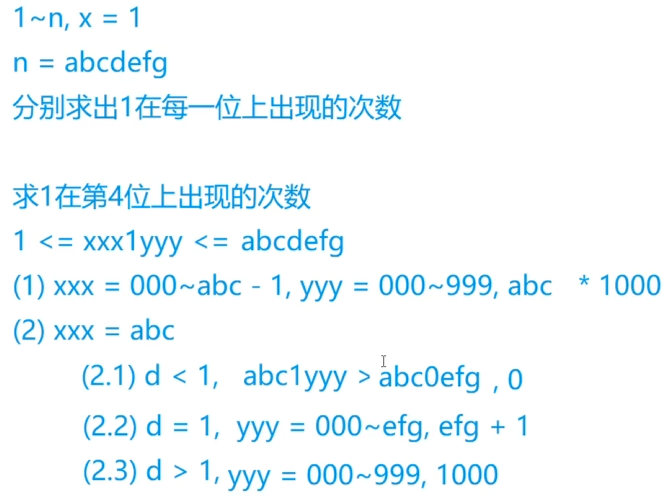 1~n, x = 1
n = abcdefg
分别求出1在每一位上出现的次数
求1在第4位上出现的次数
1 <= xxx1yyy <= abcdefg
(1) xxx = 000~abc - 1, yyy = 000~999, abc * 1000
(2) xxx = abc
(2.1) d < 1, abc1yyy > abc0efg , 0
(2.2) d = 1, yyy = 000~efg, efg + 1
(2.3) d > 1, yyy = 000~999, 1000